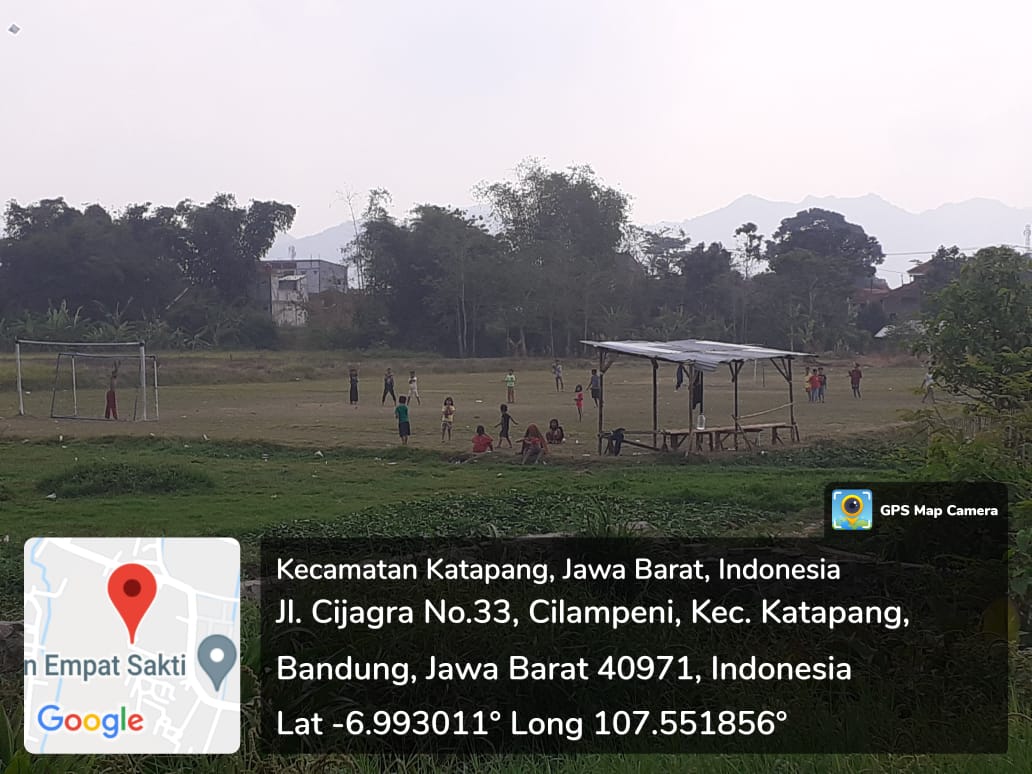 GPS Map Camera
Kecamatan Katapang, Jawa Barat, Indonesia
Jl. Cijagra No.33, Cilampeni, Kec. Katapang,
Bandung, Jawa Barat 40971, Indonesia
Lat -6.993011° Long 107.551856°
n Empat Sakti
Google